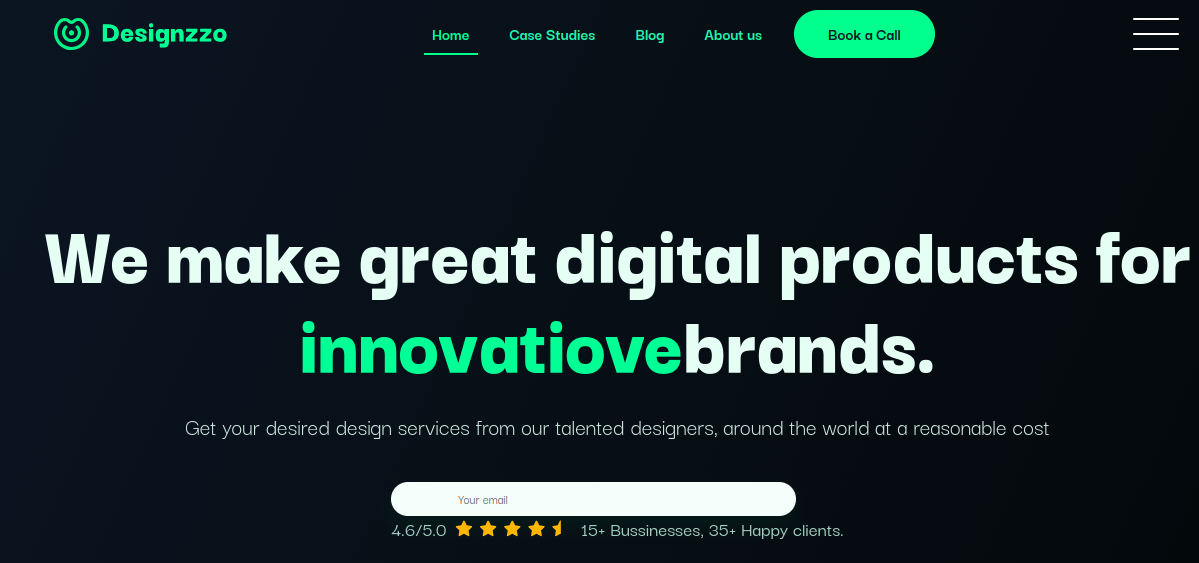 Designzzo
Home Case Studies Blog About us Book a Call
We make great digital products for
innovatiovebrands.
Get your desired design services from our talented designers, around the world at a reasonable cost
Your email
4.6/5.0 15+ Bussinesses, 35+ Happy clients.